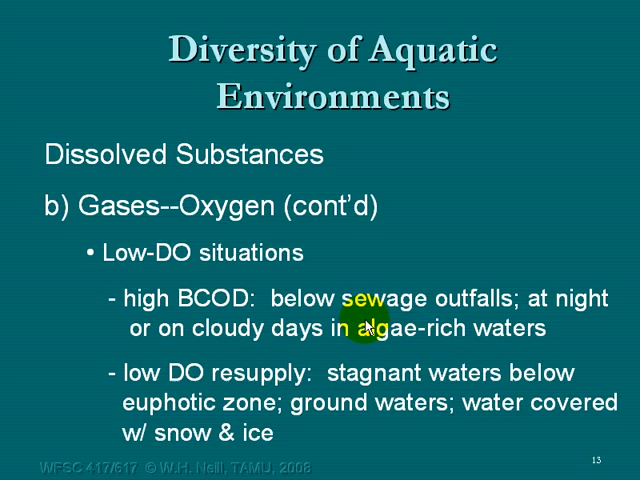 Diversity of Aquatic
Environments
Dissolved Substances
b) Gases--Oxygen (cont’d)
• Low-DO situations
- high BCOD:  below sewage outfalls; at night
or on cloudy days in algae-rich waters
- low DO resupply:  stagnant waters below
euphotic zone; ground waters; water covered
w/ snow & ice
WFSC 417/617  © W.H. Neill, TAMU, 2008
13